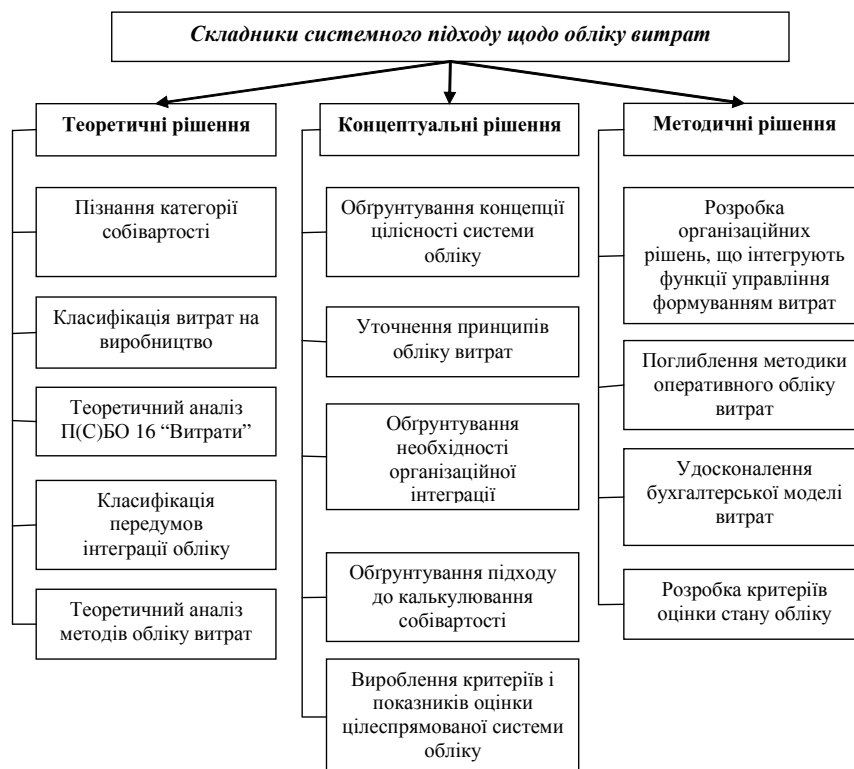 Складники системного підходу щодо обліку витрат
Теоретичні рішення
Пізнання категорії
собівартості
Класифікація витрат на
виробництво
Теоретичний аналіз
П(С)БО 16 “Витрати”
Класифікація
передумов
інтеграції обліку
Теоретичний аналіз
методів обліку витрат
Концептуальні рішення
Обґрунтування концепції
цілісності системи
обліку
Уточнення принципів
обліку витрат
Обґрунтування
необхідності
організаційної
інтеграції
Обґрунтування підходу
до калькулювання
собівартості
Вироблення критеріїв і
показників оцінки
цілеспрямованої системи
обліку
Методичні рішення
Розробка
організаційних
рішень, що інтегрують
функції управління
формуванням витрат
Поглиблення методики
оперативного обліку
витрат
Удосконалення
бухгалтерської моделі
витрат
Розробка критеріїв
оцінки стану обліку